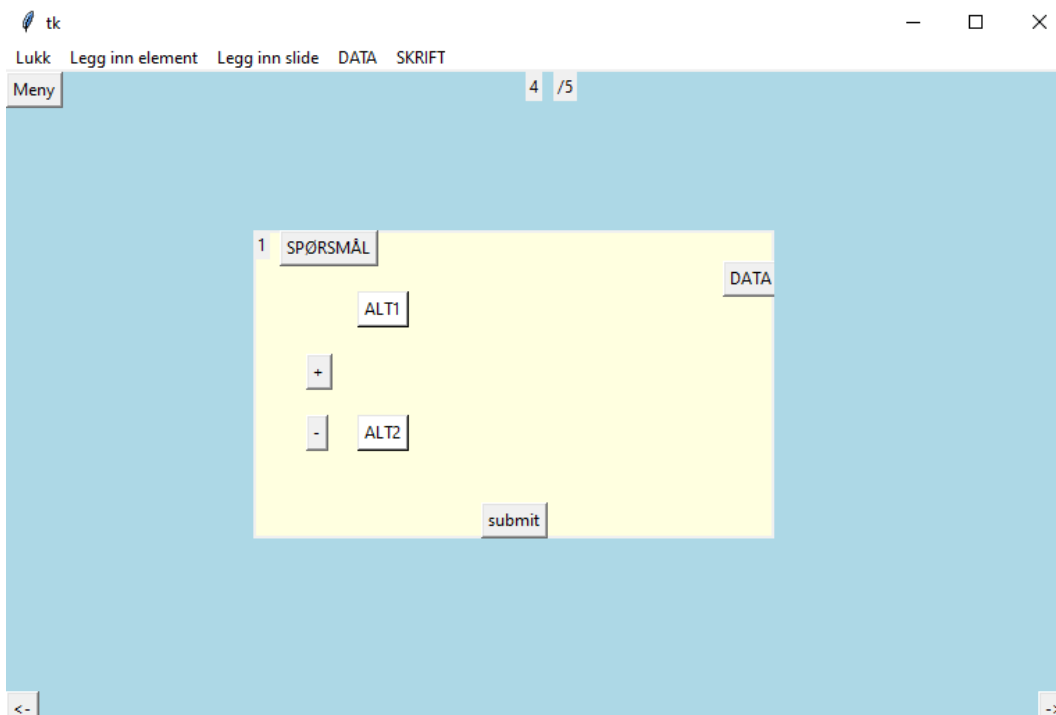 tk
Lukk Legg inn element Legg inn slide DATA SKRIFT
Meny 4 /5
1 SPØRSMÅL
DATA
ALT1
+
- ALT2
submit
<- ->